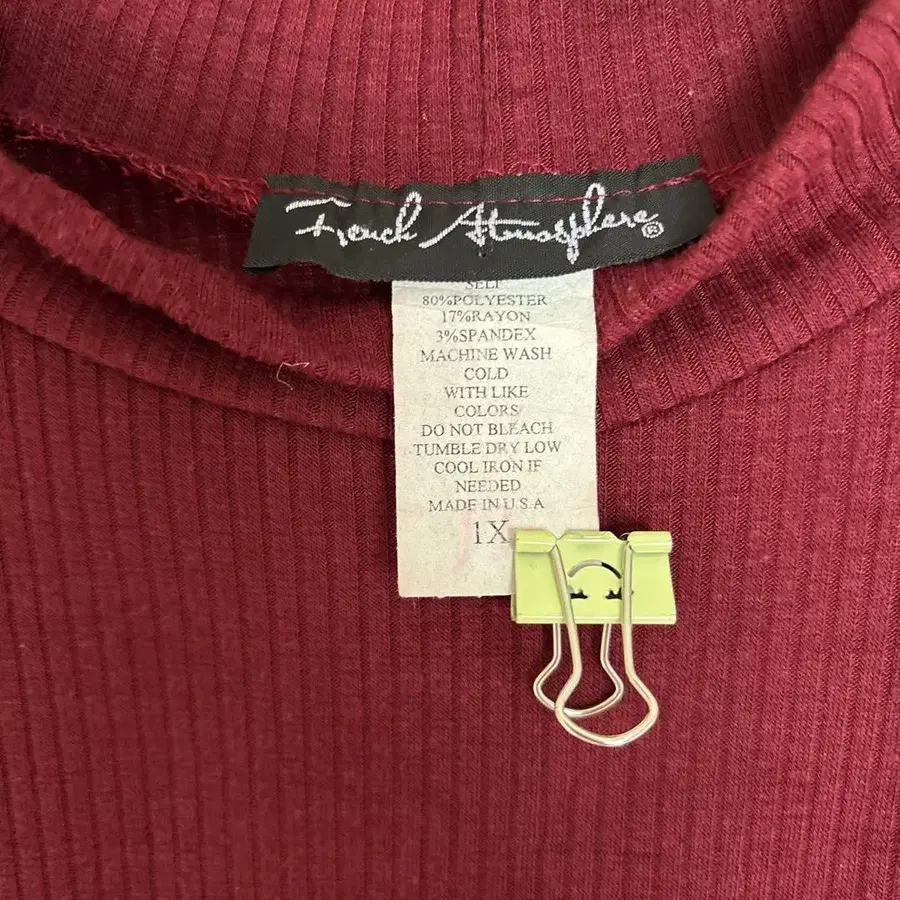 French Atmosphere®
SELF
80%POLYESTER
17%RAYON
3%SPANDEX
MACHINE WASH
COLD
WITH LIKE
COLORS
DO NOT BLEACH
TUMBLE DRY LOW
COOL IRON IF
NEEDED
MADE IN U.S.A
1X